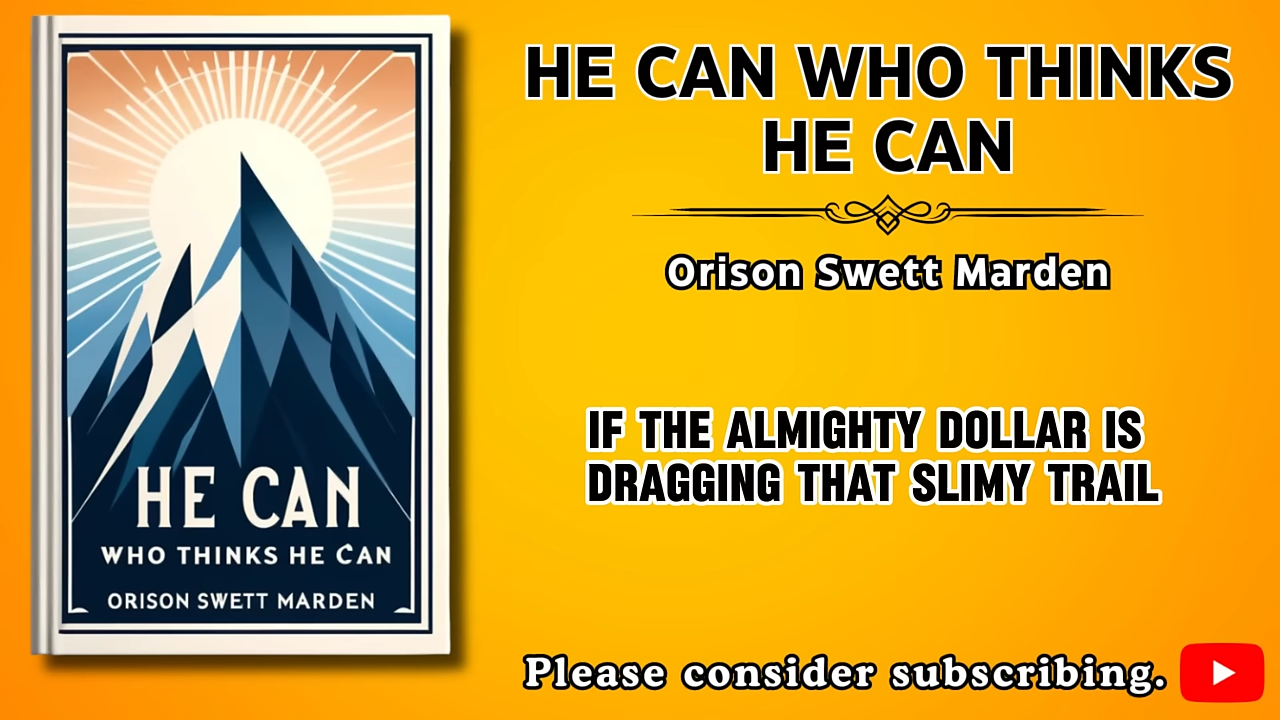 HE CAN
WHO THINKS HE CAN
ORISON SWETT MARDEN
HE CAN WHO THINKS
HE CAN
Orison Swett Marden
IF THE ALMIGHTY DOLLAR IS
DRAGGING THAT SLIMY TRAIL
Please consider subscribing.